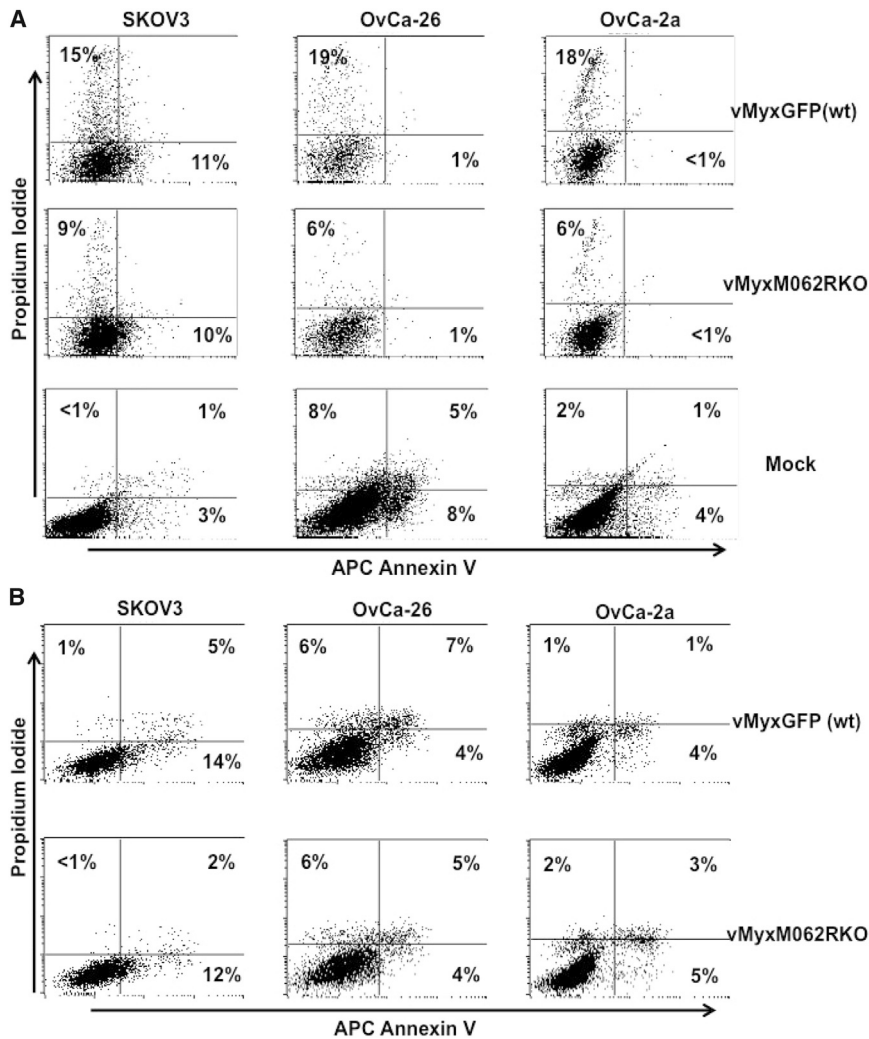 A
SKOV3 OvCa-26 OvCa-2a
15% 19% 18%
vMyxGFP(wt)
11% 1% <1%
9% 6% 6%
vMyxM062RKO
10% 1% <1%
<1% 1% 8% 5% 2% 1%
Mock
3% 8% 4%
Propidium Iodide
APC Annexin V
B
SKOV3 OvCa-26 OvCa-2a
1% 5% 6% 7% 1% 1%
vMyxGFP (wt)
14% 4% 4%
<1% 2% 6% 5% 2% 3%
vMyxM062RKO
12% 4% 5%
Propidium Iodide
APC Annexin V